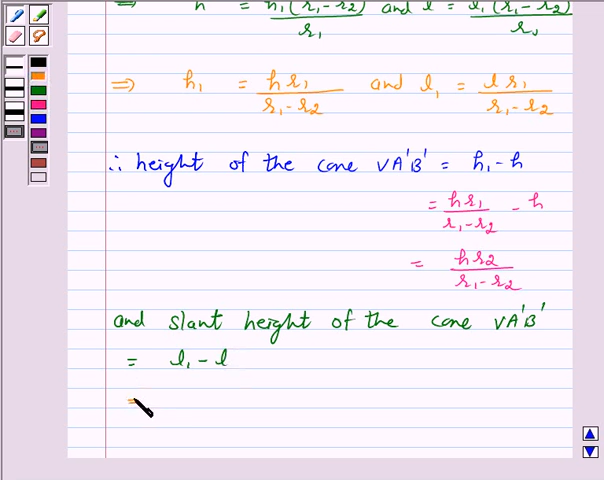 ⇒ h = h₁(r₁-r₂)/r₁ and l = l₁(r₁-r₂)/r₁
⇒ h₁ = hr₁/(r₁-r₂) and l₁ = lr₁/(r₁-r₂)
∴ height of the cone VA'B' = h₁-h
= hr₁/(r₁-r₂) - h
= hr₂/(r₁-r₂)
and slant height of the cone VA'B'
= l₁-l
=